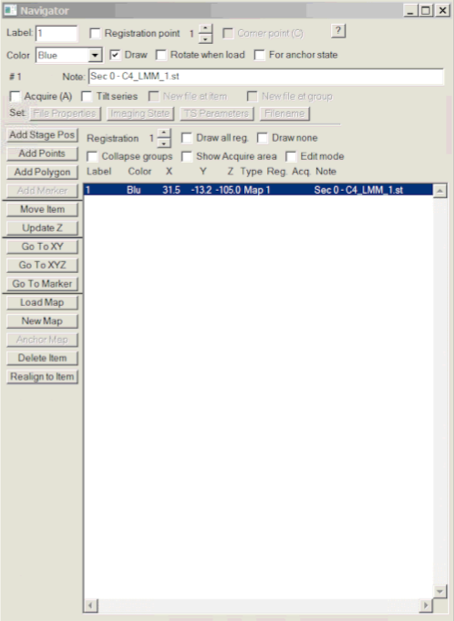 Navigator
Label: 1 Registration point 1 Corner point (C) ?
Color Blue Draw Rotate when load For anchor state
# 1 Note: Sec 0 - C4_LMM_1.st
Acquire (A) Tilt series New file at item New file at group
Set: File Properties Imaging State TS Parameters Filename
Add Stage Pos
Registration 1 Draw all reg. Draw none
Add Points
Collapse groups Show Acquire area Edit mode
Add Polygon
Label Color X Y Z Type Reg. Acq. Note
Add Marker
1 Blu 31.5 -13.2 -105.0 Map 1 Sec 0 - C4_LMM_1.st
Move Item
Update Z
Go To XY
Go To XYZ
Go To Marker
Load Map
New Map
Anchor Map
Delete Item
Realign to Item